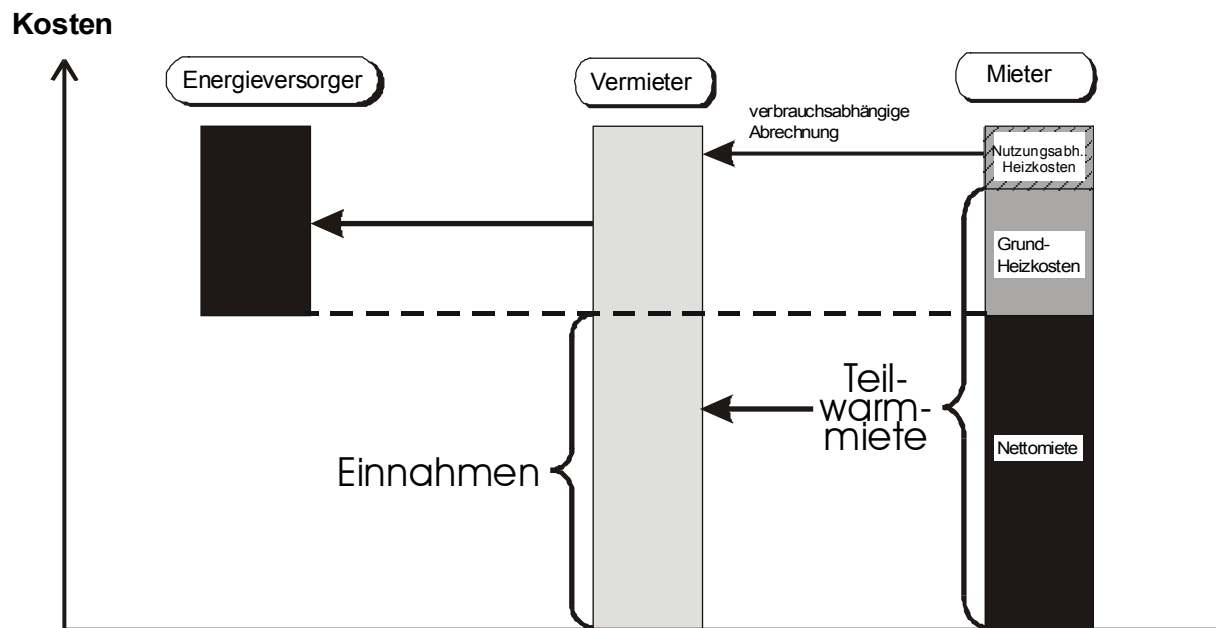 Kosten
Energieversorger
Vermieter
Mieter
verbrauchsabhängige
Abrechnung
Nutzungsabh.
Heizkosten
Grund-
Heizkosten
Teil-
warm-
miete
Nettomiete
Einnahmen